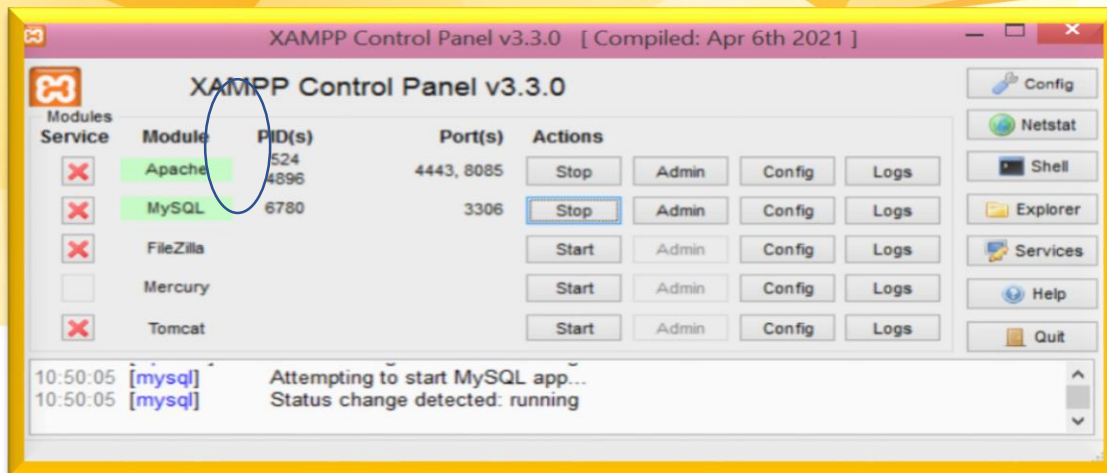 XAMPP Control Panel v3.3.0 [ Compiled: Apr 6th 2021 ]
XAMPP Control Panel v3.3.0
Config
Modules
Service Module PID(s) Port(s) Actions
Netstat
Apache 524 4896 4443, 8085 Stop Admin Config Logs
Shell
MySQL 6780 3306 Stop Admin Config Logs
Explorer
FileZilla Start Admin Config Logs
Services
Mercury Start Admin Config Logs
Help
Tomcat Start Admin Config Logs
Quit
10:50:05 [mysql] Attempting to start MySQL app...
10:50:05 [mysql] Status change detected: running